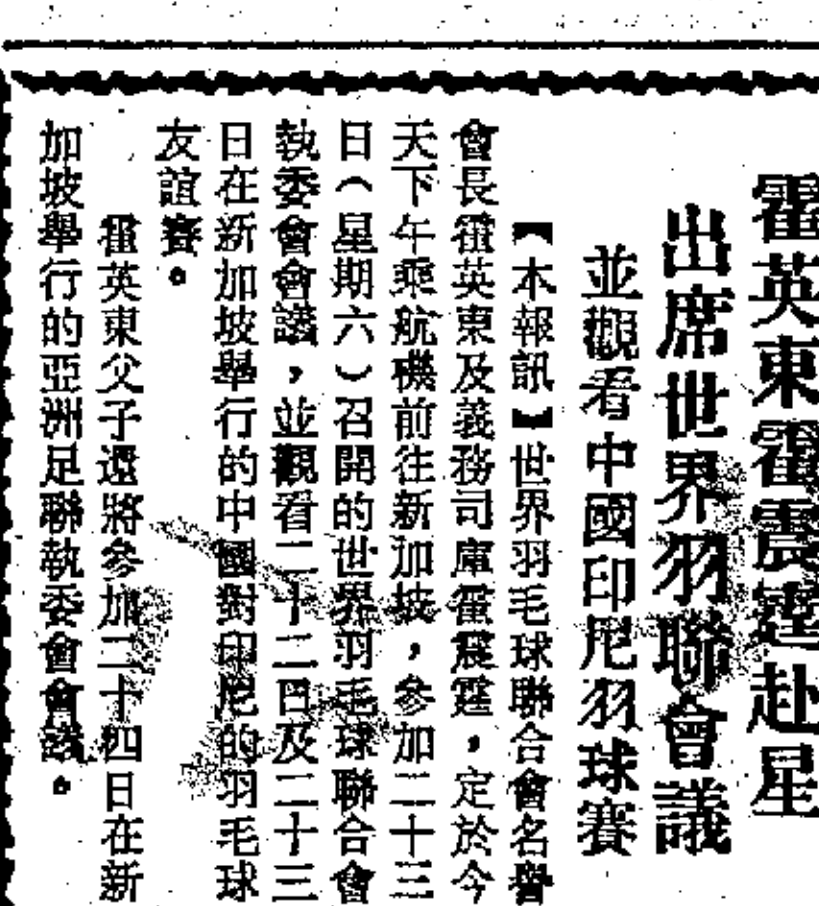 霍英東霍震霆赴星
出席世界羽聯會議
並觀看中國印尼羽球賽
【本報訊】世界羽毛球聯合會名譽
會長霍英東及義務司庫霍震霆，定於今
天下午乘航機前往新加坡，參加二十三
日（星期六）召開的世界羽毛球聯合會
執委會會議，並觀看二十二日及二十三
日在新加坡舉行的中國對印尼的羽毛球
友誼賽。
霍英東父子還將參加二十四日在新
加坡舉行的亞洲足聯執委會會議。